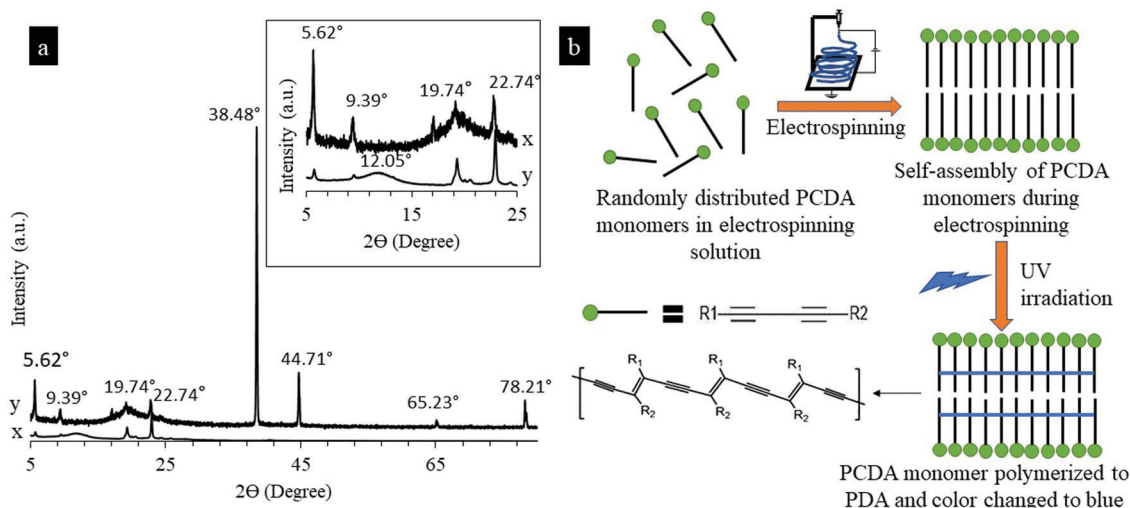 a
Intensity (a.u.)
5.62°
9.39°
19.74°
22.74°
38.48°
44.71°
65.23°
78.21°
y
x
5
25
45
65
2Ɵ (Degree)
Intensity (a.u.)
5.62°
9.39°
12.05°
19.74°
22.74°
x
y
5
15
25
2Ɵ (Degree)
b
Randomly distributed PCDA
monomers in electrospinning
solution
Electrospinning
Self-assembly of PCDA
monomers during
electrospinning
UV
irradiation
R1
R2
R1
R1
R1
R2
R2
R2
PCDA monomer polymerized to
PDA and color changed to blue